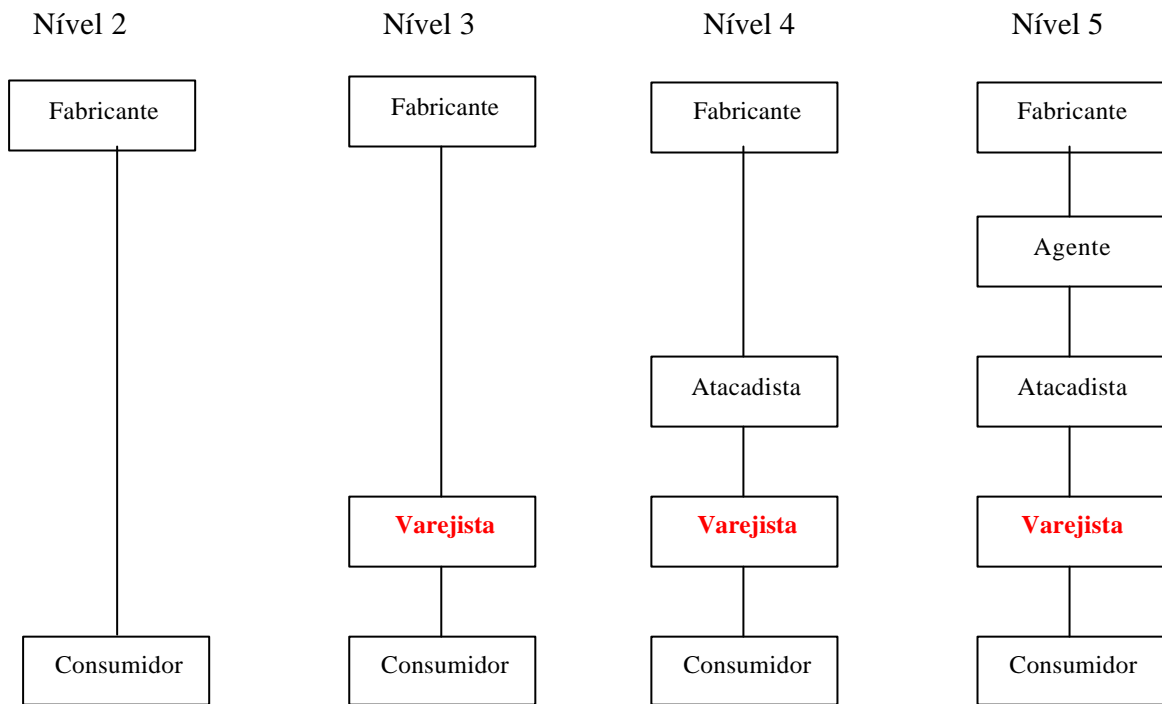 Nível 2
Nível 3
Nível 4
Nível 5
Fabricante
Fabricante
Fabricante
Fabricante
Agente
Atacadista
Atacadista
Varejista
Varejista
Varejista
Consumidor
Consumidor
Consumidor
Consumidor